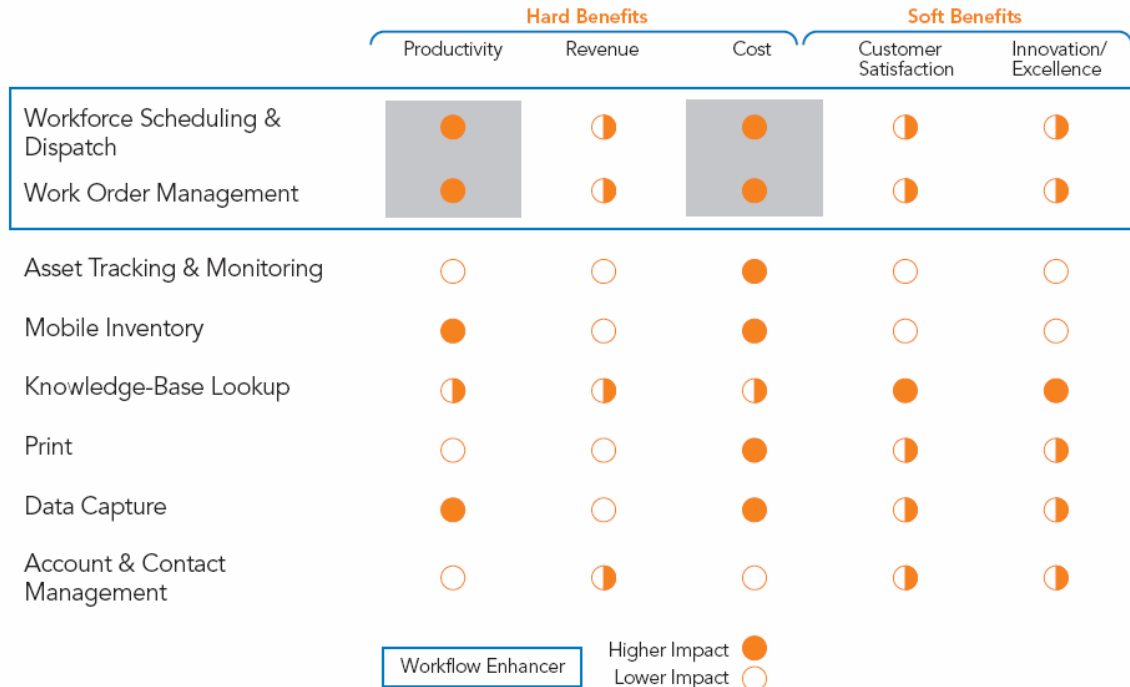 Hard Benefits
Soft Benefits
Productivity
Revenue
Cost
Customer
Satisfaction
Innovation/
Excellence
Workforce Scheduling &
Dispatch
Work Order Management
Asset Tracking & Monitoring
Mobile Inventory
Knowledge-Base Lookup
Print
Data Capture
Account & Contact
Management
Workflow Enhancer
Higher Impact
Lower Impact